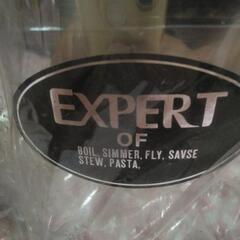 EXPERT
OF
BOIL, SIMMER, FLY, SAVSE
STEW, PASTA,